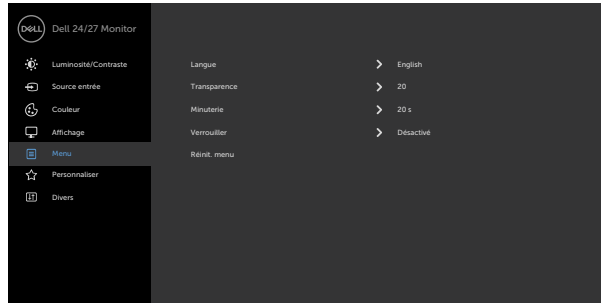 DELL Dell 24/27 Monitor
Luminosité/Contraste
Source entrée
Couleur
Affichage
Menu
Personnaliser
Divers
Langue English
Transparence 20
Minuterie 20 s
Verrouiller Désactivé
Réinit. menu